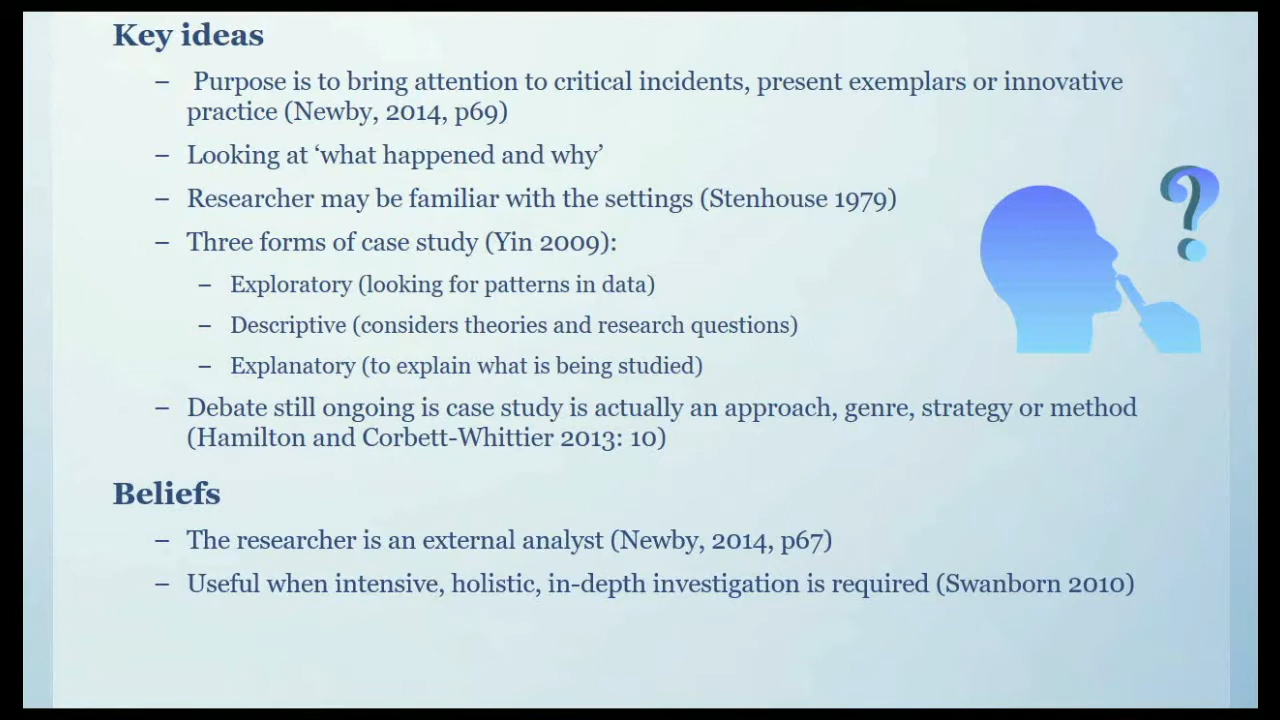 Key ideas
– Purpose is to bring attention to critical incidents, present exemplars or innovative
practice (Newby, 2014, p69)
– Looking at ‘what happened and why’
– Researcher may be familiar with the settings (Stenhouse 1979)
– Three forms of case study (Yin 2009):
– Exploratory (looking for patterns in data)
– Descriptive (considers theories and research questions)
– Explanatory (to explain what is being studied)
– Debate still ongoing is case study is actually an approach, genre, strategy or method
(Hamilton and Corbett-Whittier 2013: 10)
Beliefs
– The researcher is an external analyst (Newby, 2014, p67)
– Useful when intensive, holistic, in-depth investigation is required (Swanborn 2010)
?